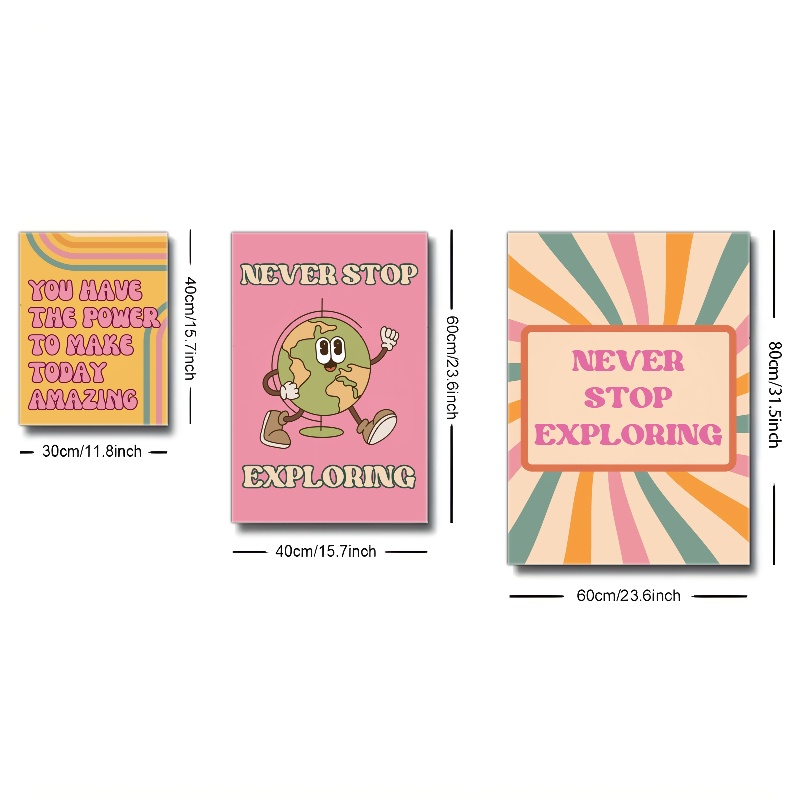 YOU HAVE
THE POWER
TO MAKE
TODAY
AMAZING
40cm/15.7inch
30cm/11.8inch
NEVER STOP
EXPLORING
60cm/23.6inch
40cm/15.7inch
NEVER
STOP
EXPLORING
80cm/31.5inch
60cm/23.6inch